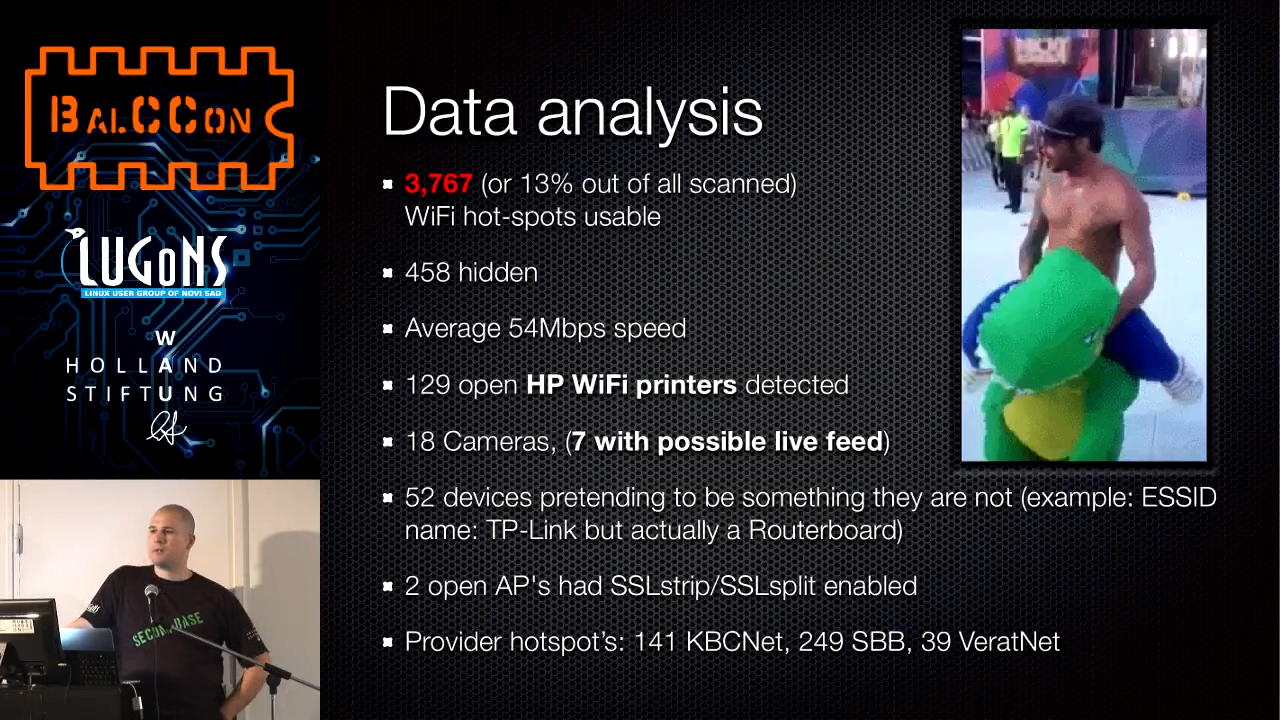 BALCCON
LUGONS
LINUX USER GROUP OF NOVI SAD
W
HOLLAND
U
STIFTUNG
Data analysis
3,767 (or 13% out of all scanned)
WiFi hot-spots usable
458 hidden
Average 54Mbps speed
129 open HP WiFi printers detected
18 Cameras, (7 with possible live feed)
52 devices pretending to be something they are not (example: ESSID
name: TP-Link but actually a Routerboard)
2 open AP's had SSLstrip/SSLsplit enabled
Provider hotspot's: 141 KBCNet, 249 SBB, 39 VeratNet
LUGONS